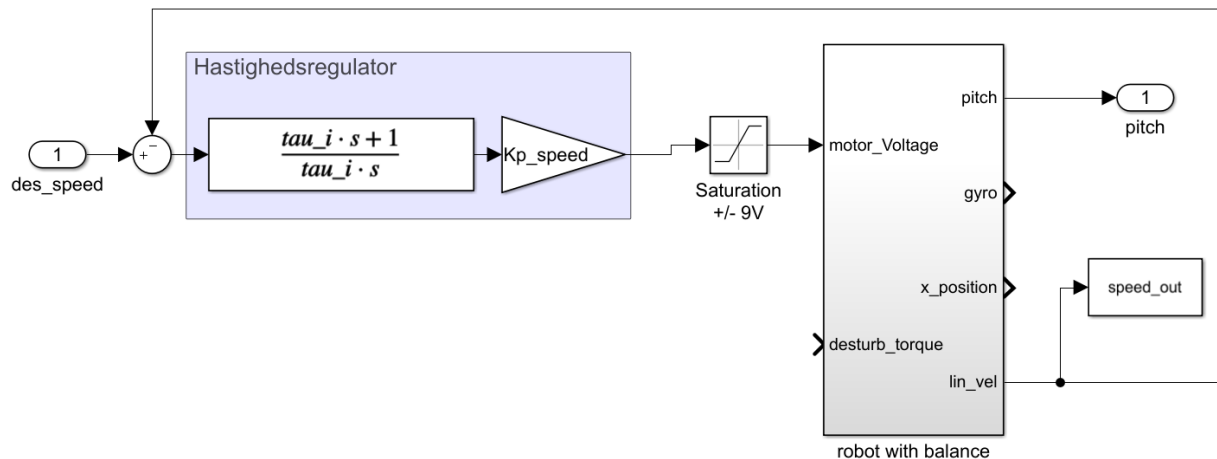 Hastighedsregulator
1
des_speed
+
−
tau_i · s + 1
tau_i · s
Kp_speed
Saturation
+/- 9V
motor_Voltage
desturb_torque
pitch
gyro
x_position
lin_vel
robot with balance
1
pitch
speed_out